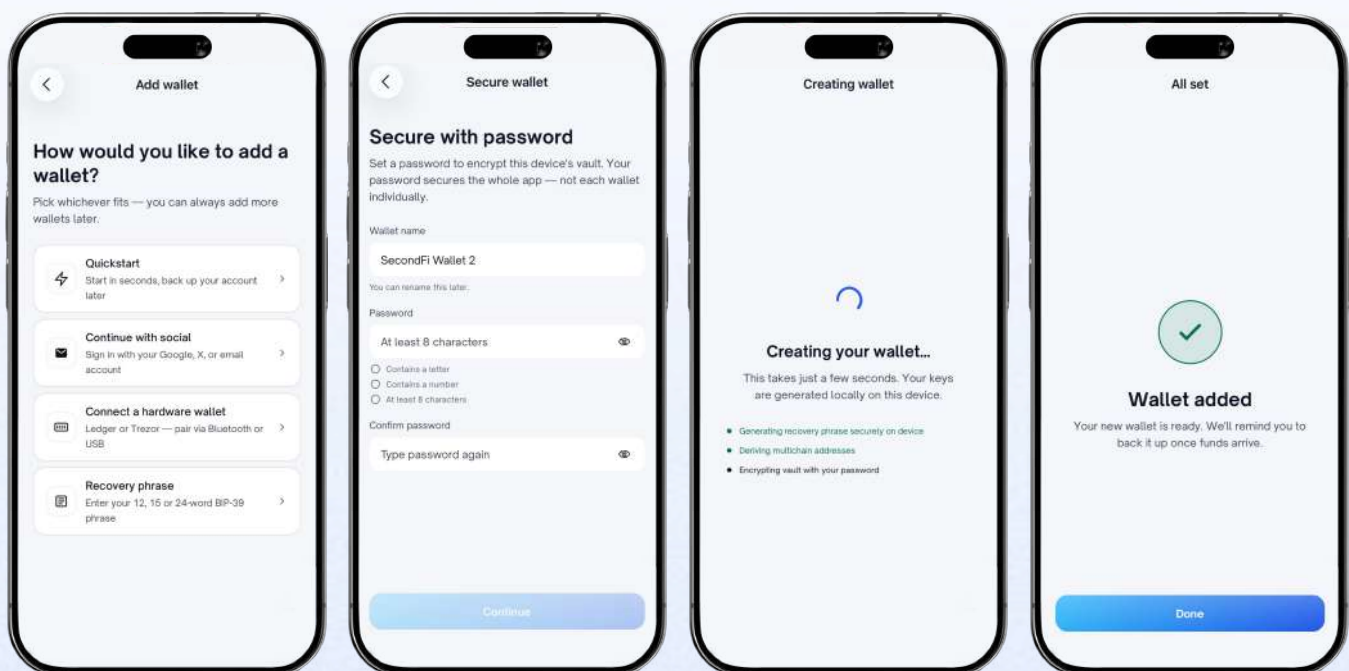 Add wallet
How would you like to add a
wallet?
Pick whichever fits — you can always add more
wallets later.
Quickstart
Start in seconds, back up your account
later
Continue with social
Sign in with your Google, X, or email
account
Connect a hardware wallet
Ledger or Trezor — pair via Bluetooth or
USB
Recovery phrase
Enter your 12, 15 or 24-word BIP-39
phrase
Secure wallet
Secure with password
Set a password to encrypt this device's vault. Your
password secures the whole app — not each wallet
individually.
Wallet name
SecondFi Wallet 2
You can rename this later.
Password
At least 8 characters
Contains a letter
Contains a number
At least 8 characters
Confirm password
Type password again
Continue
Creating wallet
Creating your wallet...
This takes just a few seconds. Your keys
are generated locally on this device.
Generating recovery phrase securely on device
Deriving multichain addresses
Encrypting vault with your password
All set
Wallet added
Your new wallet is ready. We'll remind you to
back it up once funds arrive.
Done